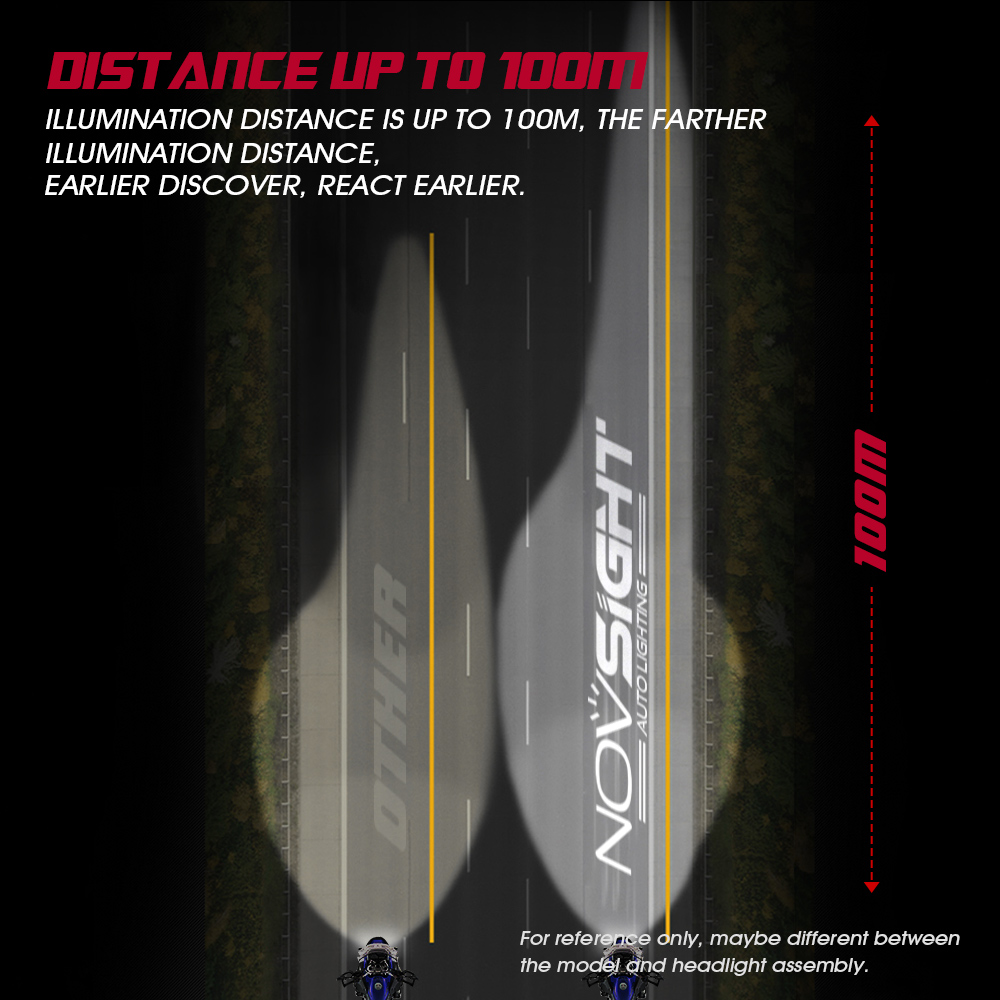 DISTANCE UP TO 100M
ILLUMINATION DISTANCE IS UP TO 100M, THE FARTHER
ILLUMINATION DISTANCE,
EARLIER DISCOVER, REACT EARLIER.
OTHER
NOVSIGHT
AUTO LIGHTING
100M
For reference only, maybe different between
the model and headlight assembly.